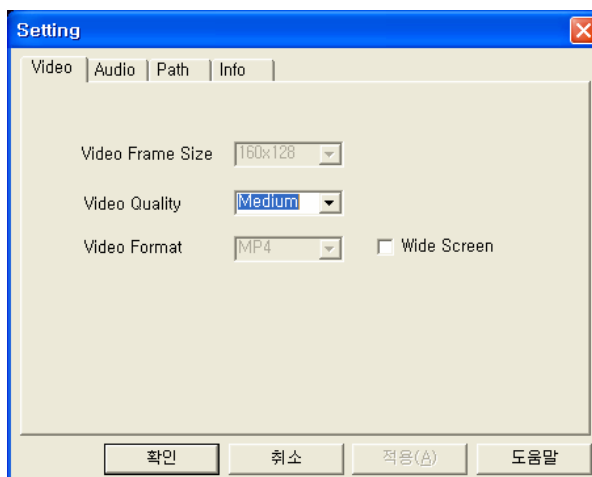 Setting
Video Audio Path Info
Video Frame Size 160x128
Video Quality Medium
Video Format MP4 Wide Screen
확인 취소 적용(A) 도움말